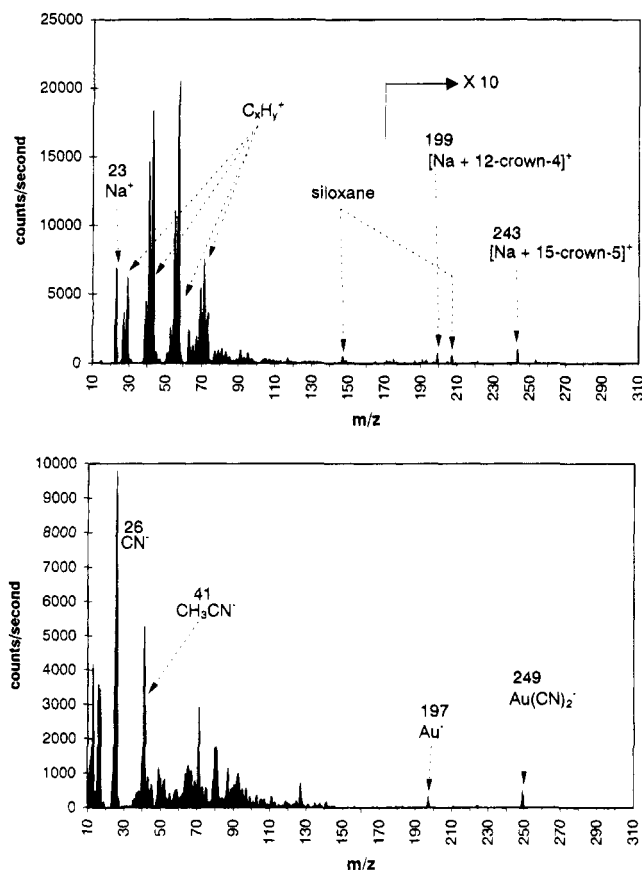 25000
20000
15000
10000
5000
0
counts/second
23
Na⁺
CₓHᵧ⁺
siloxane
X 10
199
[Na + 12-crown-4]⁺
243
[Na + 15-crown-5]⁺
10 30 50 70 90 110 130 150 170 190 210 230 250 270 290 310
m/z
10000
9000
8000
7000
6000
5000
4000
3000
2000
1000
0
counts/second
26
CN⁻
41
CH₃CN⁻
197
Au⁻
249
Au(CN)₂⁻
10 30 50 70 90 110 130 150 170 190 210 230 250 270 290 310
m/z